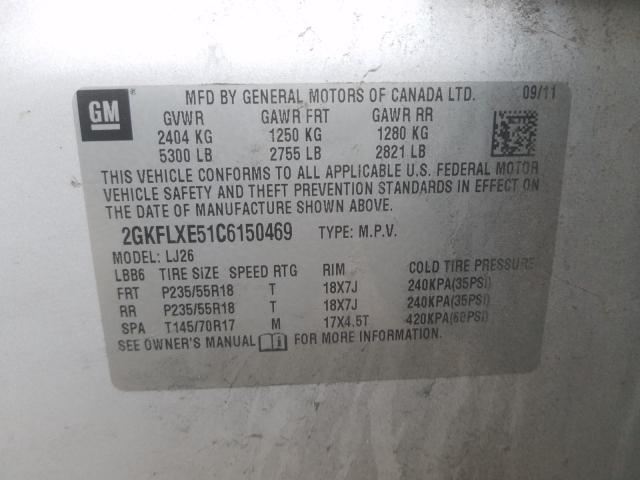 GM ®
MFD BY GENERAL MOTORS OF CANADA LTD. 09/11
GVWR GAWR FRT GAWR RR
2404 KG 1250 KG 1280 KG
5300 LB 2755 LB 2821 LB
THIS VEHICLE CONFORMS TO ALL APPLICABLE U.S. FEDERAL MOTOR
VEHICLE SAFETY AND THEFT PREVENTION STANDARDS IN EFFECT ON
THE DATE OF MANUFACTURE SHOWN ABOVE.
2GKFLXE51C6150469 TYPE: M.P.V.
MODEL: LJ26
LBB6 TIRE SIZE SPEED RTG RIM COLD TIRE PRESSURE
FRT P235/55R18 T 18X7J 240KPA(35PSI)
RR P235/55R18 T 18X7J 240KPA(35PSI)
SPA T145/70R17 M 17X4.5T 420KPA(60PSI)
SEE OWNER'S MANUAL i FOR MORE INFORMATION.